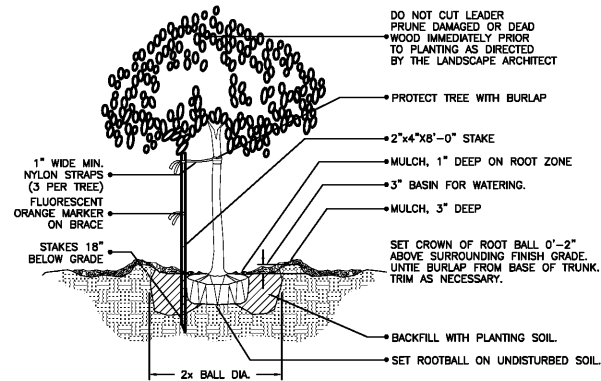 DO NOT CUT LEADER
PRUNE DAMAGED OR DEAD
WOOD IMMEDIATELY PRIOR
TO PLANTING AS DIRECTED
BY THE LANDSCAPE ARCHITECT
PROTECT TREE WITH BURLAP
2"x4"X8'-0" STAKE
1" WIDE MIN.
NYLON STRAPS
(3 PER TREE)
MULCH, 1" DEEP ON ROOT ZONE
3" BASIN FOR WATERING.
FLUORESCENT
ORANGE MARKER
ON BRACE
MULCH, 3" DEEP
STAKES 18"
BELOW GRADE
SET CROWN OF ROOT BALL 0'-2"
ABOVE SURROUNDING FINISH GRADE.
UNTIE BURLAP FROM BASE OF TRUNK.
TRIM AS NECESSARY.
BACKFILL WITH PLANTING SOIL.
SET ROOTBALL ON UNDISTURBED SOIL.
2x BALL DIA.